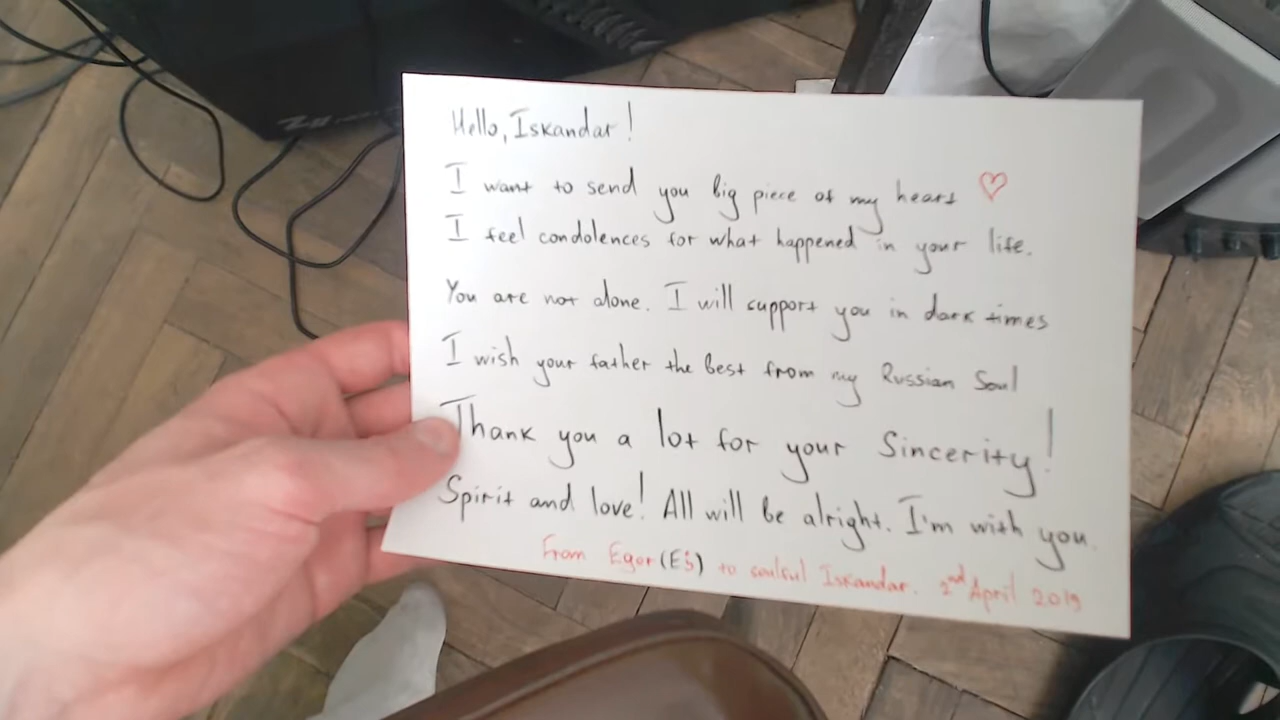 Hello, Iskandar!
I want to send you big piece of my heart ♡
I feel condolences for what happened in your life.
You are not alone. I will support you in dark times
I wish your father the best from my Russian Soul
Thank you a lot for your Sincerity!
Spirit and love! All will be alright. I'm with you.
From Egor to soulful Iskandar. 2nd April 2019